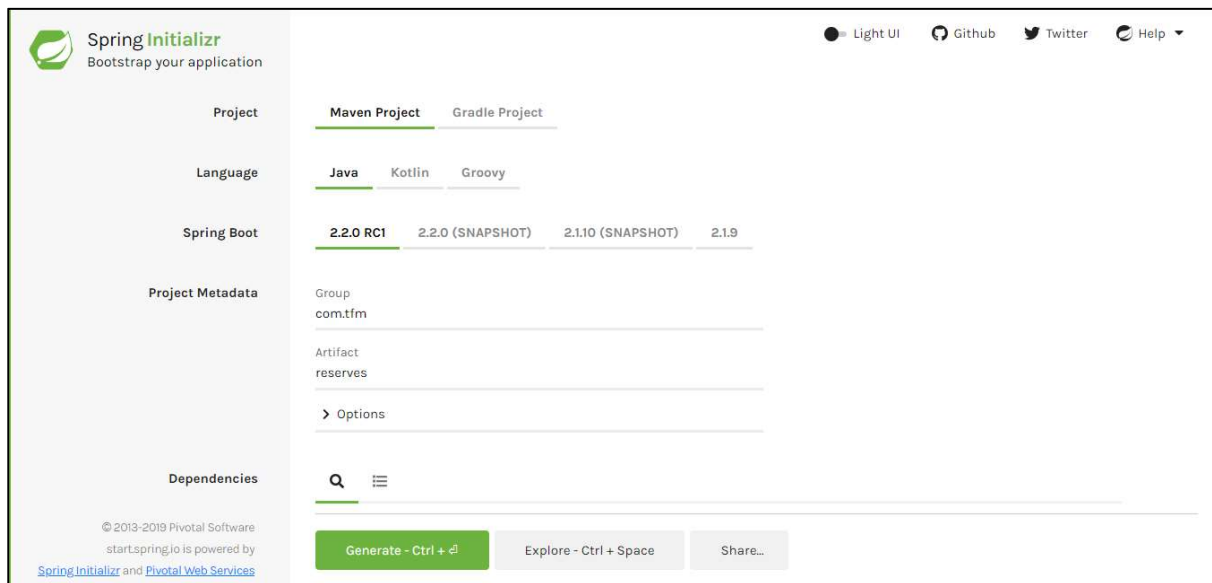 Spring Initializr
Bootstrap your application
Light UI
Github
Twitter
Help
Project
Maven Project
Gradle Project
Language
Java
Kotlin
Groovy
Spring Boot
2.2.0 RC1
2.2.0 (SNAPSHOT)
2.1.10 (SNAPSHOT)
2.1.9
Project Metadata
Group
com.tfm
Artifact
reserves
Options
Dependencies
© 2013-2019 Pivotal Software
start.spring.io is powered by
Spring Initializr and Pivotal Web Services
Generate - Ctrl + ⏎
Explore - Ctrl + Space
Share...